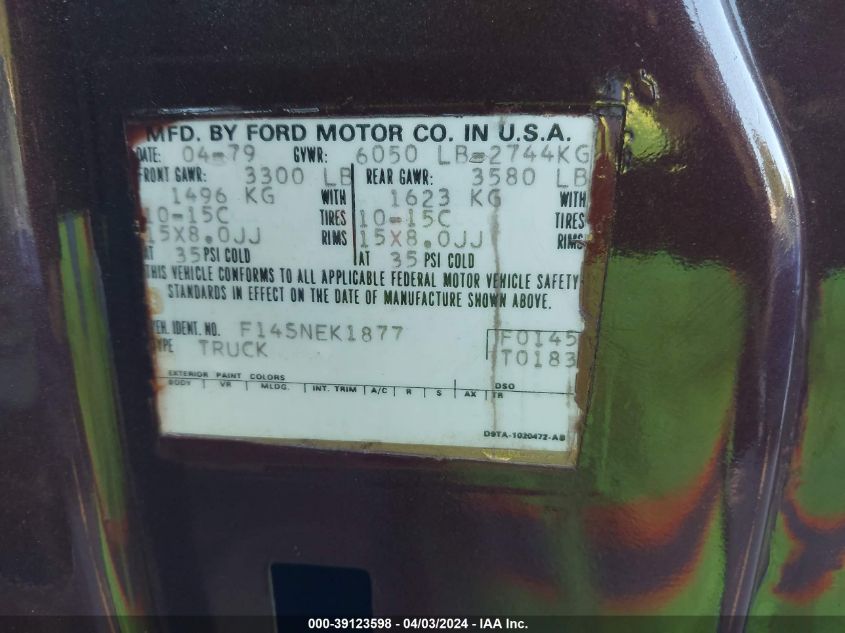 MFD. BY FORD MOTOR CO. IN U.S.A.
DATE: 04-79 GVWR: 6050 LB-2744KG
FRONT GAWR: 3300 LB REAR GAWR: 3580 LB
1496 KG WITH 1623 KG WITH
10-15C TIRES 10-15C TIRES
15X8.0JJ RIMS 15X8.0JJ RIMS
AT 35 PSI COLD AT 35 PSI COLD
THIS VEHICLE CONFORMS TO ALL APPLICABLE FEDERAL MOTOR VEHICLE SAFETY
STANDARDS IN EFFECT ON THE DATE OF MANUFACTURE SHOWN ABOVE.
VEH. IDENT. NO. F14SNEK1877 F0145
TYPE TRUCK T0183
EXTERIOR PAINT COLORS DSO
BODY VR MLDG. INT. TRIM A/C R S AX TR
D9TA-1020472-AB
000-39123598 - 04/03/2024 - IAA Inc.